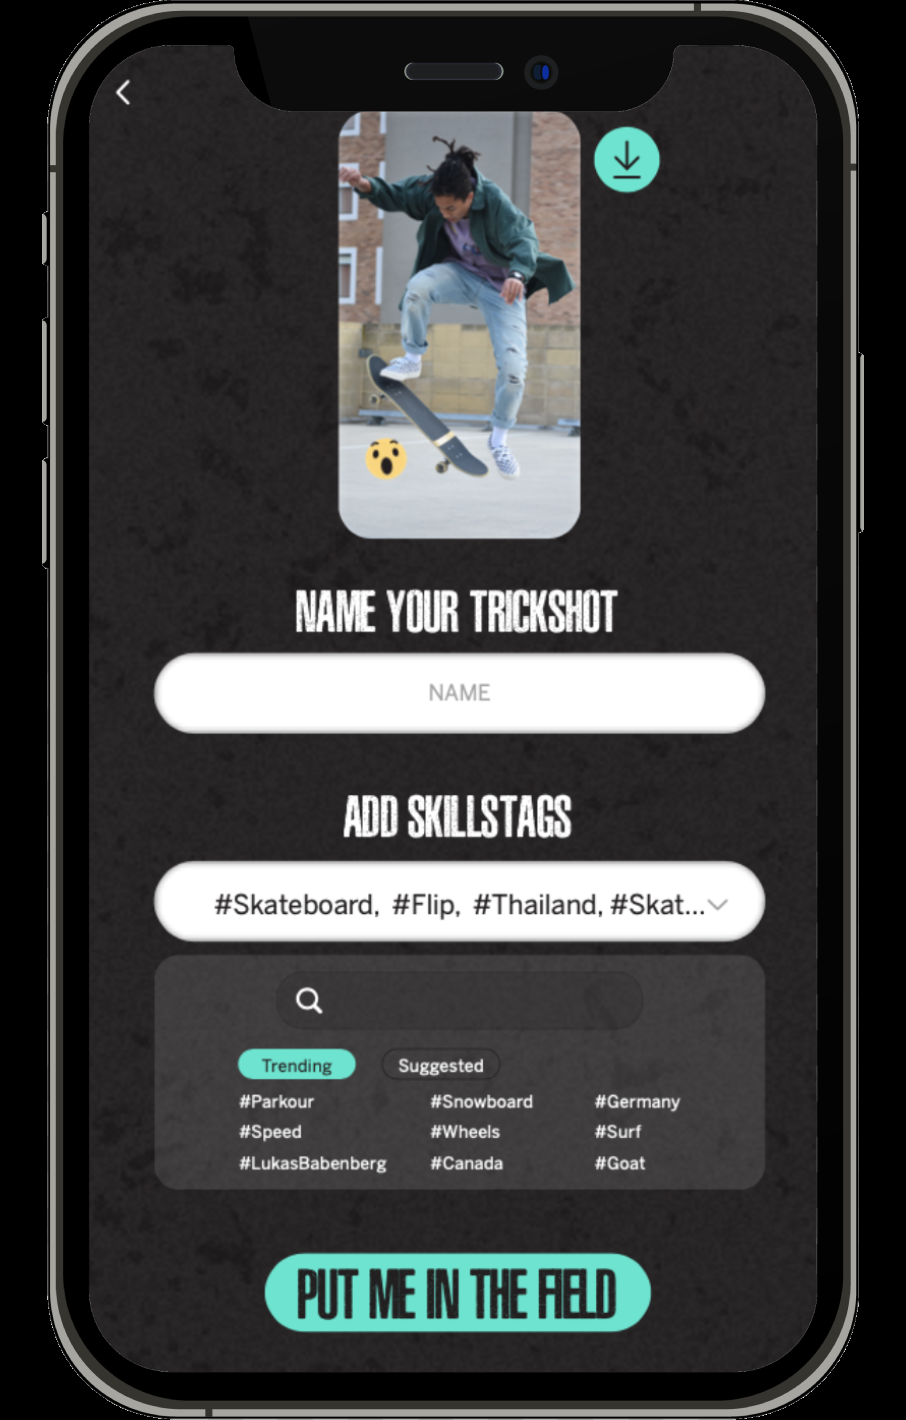 NAME YOUR TRICKSHOT
NAME
ADD SKILLSTAGS
#Skateboard, #Flip, #Thailand, #Skat...
Trending Suggested
#Parkour #Snowboard #Germany
#Speed #Wheels #Surf
#LukasBabenberg #Canada #Goat
PUT ME IN THE FIELD